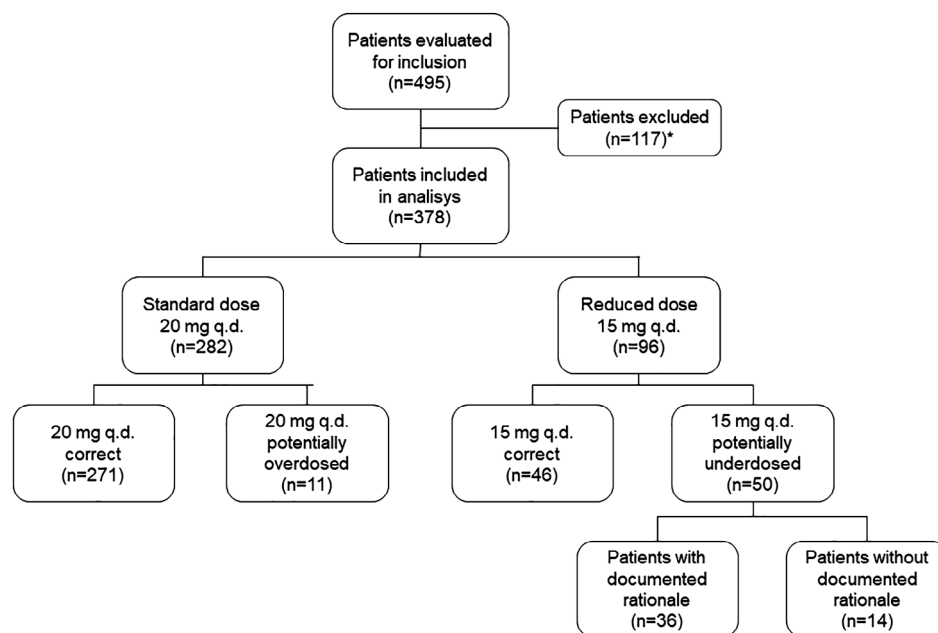 Patients evaluated
for inclusion
(n=495)
Patients excluded
(n=117)*
Patients included
in analisys
(n=378)
Standard dose
20 mg q.d.
(n=282)
Reduced dose
15 mg q.d.
(n=96)
20 mg q.d.
correct
(n=271)
20 mg q.d.
potentially
overdosed
(n=11)
15 mg q.d.
correct
(n=46)
15 mg q.d.
potentially
underdosed
(n=50)
Patients with
documented
rationale
(n=36)
Patients without
documented
rationale
(n=14)